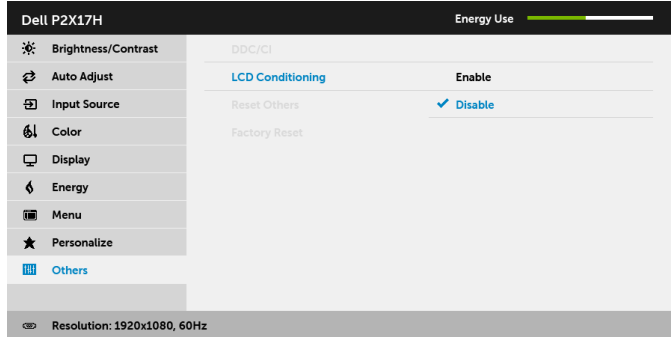 Dell P2X17H
Energy Use
Brightness/Contrast
DDC/CI
Auto Adjust
LCD Conditioning
Enable
Input Source
Reset Others
Disable
Color
Factory Reset
Display
Energy
Menu
Personalize
Others
Resolution: 1920x1080, 60Hz